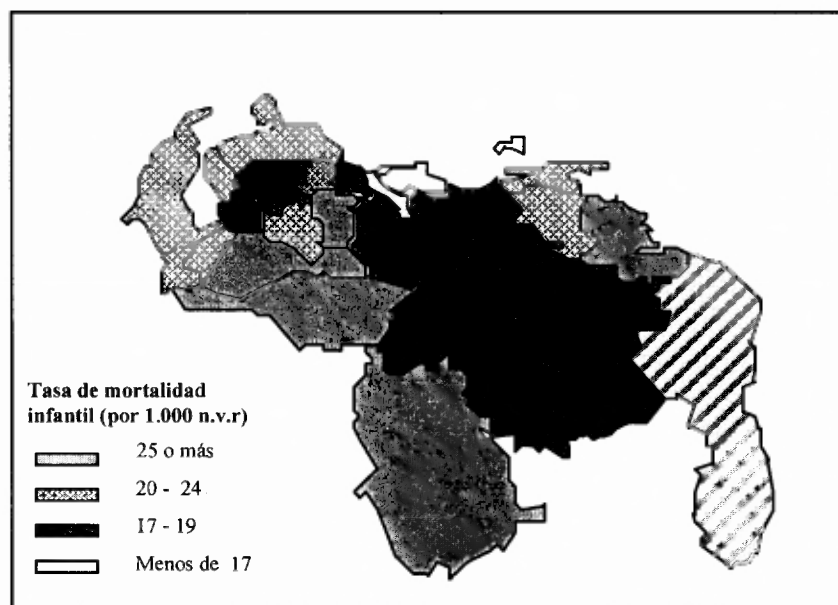 Tasa de mortalidad
infantil (por 1.000 n.v.r)
25 o más
20 - 24
17 - 19
Menos de 17